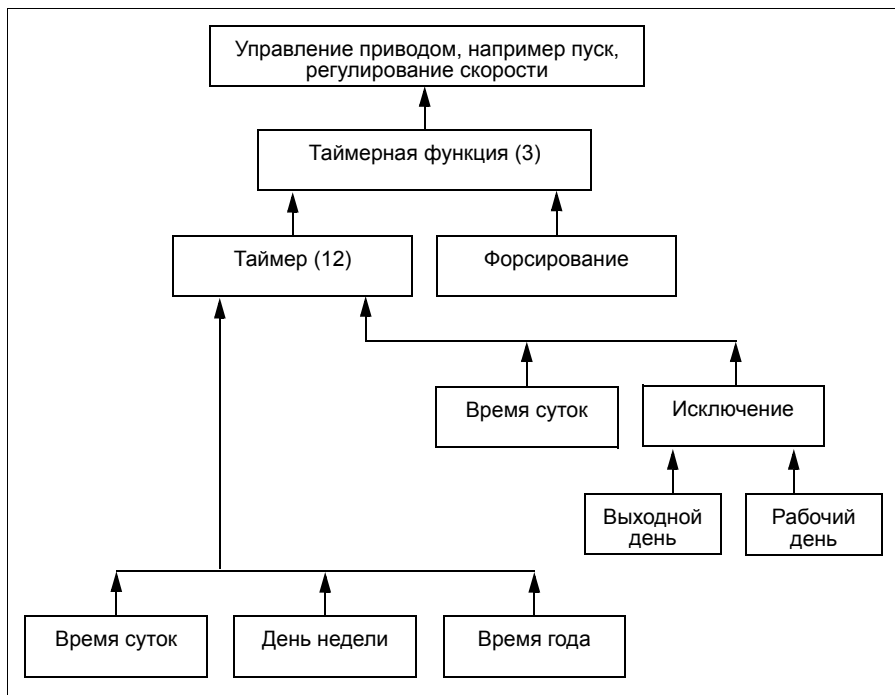 Управление приводом, например пуск,
регулирование скорости
Таймерная функция (3)
Таймер (12)
Форсирование
Время суток
Исключение
Выходной
день
Рабочий
день
Время суток
День недели
Время года